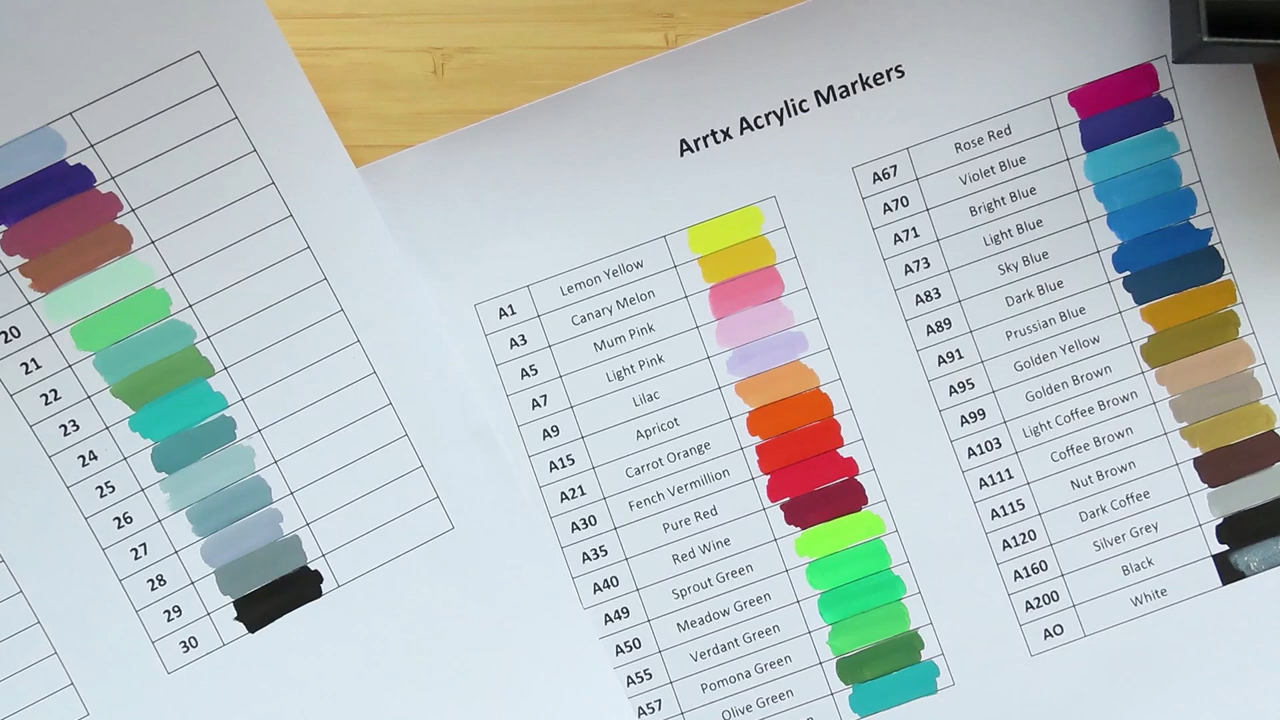 20
21
22
23
24
25
26
27
28
29
30
Arrtx Acrylic Markers
A1 Lemon Yellow
A3 Canary Melon
A5 Mum Pink
A7 Light Pink
A9 Lilac
A15 Apricot
A21 Carrot Orange
A30 Fench Vermillion
A35 Pure Red
A40 Red Wine
A49 Sprout Green
A50 Meadow Green
A55 Verdant Green
A57 Pomona Green
Olive Green
A67 Rose Red
A70 Violet Blue
A71 Bright Blue
A73 Light Blue
A83 Sky Blue
A89 Dark Blue
A91 Prussian Blue
A95 Golden Yellow
A99 Golden Brown
A103 Light Coffee Brown
A111 Coffee Brown
A115 Nut Brown
A120 Dark Coffee
A160 Silver Grey
A200 Black
AO White